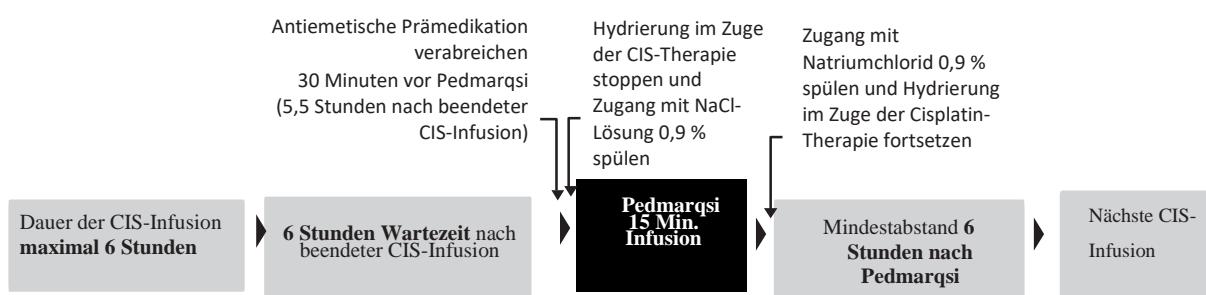 Antiemetische Prämedikation
verabreichen
30 Minuten vor Pedmarqsi
(5,5 Stunden nach beendeter
CIS-Infusion)
Hydrierung im Zuge
der CIS-Therapie
stoppen und
Zugang mit NaCl-
Lösung 0,9 %
spülen
Zugang mit
Natriumchlorid 0,9 %
spülen und Hydrierung
im Zuge der Cisplatin-
Therapie fortsetzen
Dauer der CIS-Infusion
maximal 6 Stunden
6 Stunden Wartezeit nach
beendeter CIS-Infusion
Pedmarqsi
15 Min.
Infusion
Mindestabstand 6
Stunden nach
Pedmarqsi
Nächste CIS-
Infusion